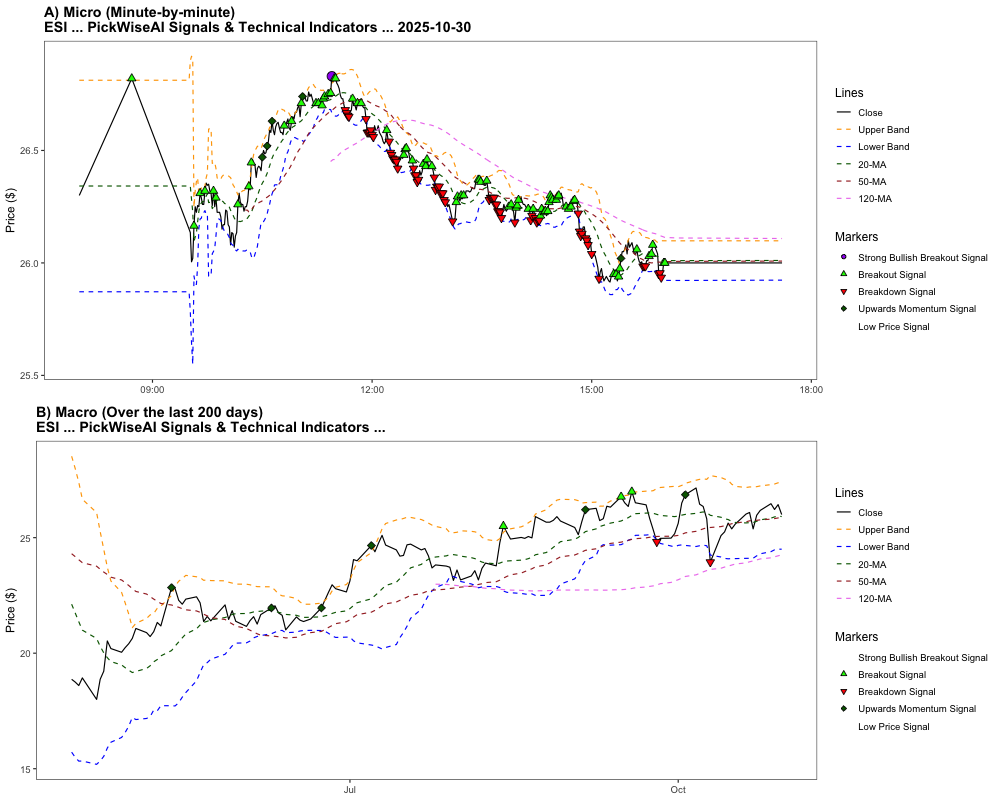 A) Micro (Minute-by-minute)
ESI ... PickWiseAI Signals & Technical Indicators ... 2025-10-30
Price ($)
26.5
26.0
25.5
09:00
12:00
15:00
18:00
Lines
Close
Upper Band
Lower Band
20-MA
50-MA
120-MA
Markers
Strong Bullish Breakout Signal
Breakout Signal
Breakdown Signal
Upwards Momentum Signal
Low Price Signal
B) Macro (Over the last 200 days)
ESI ... PickWiseAI Signals & Technical Indicators ...
Price ($)
25
20
15
Jul
Oct
Lines
Close
Upper Band
Lower Band
20-MA
50-MA
120-MA
Markers
Strong Bullish Breakout Signal
Breakout Signal
Breakdown Signal
Upwards Momentum Signal
Low Price Signal